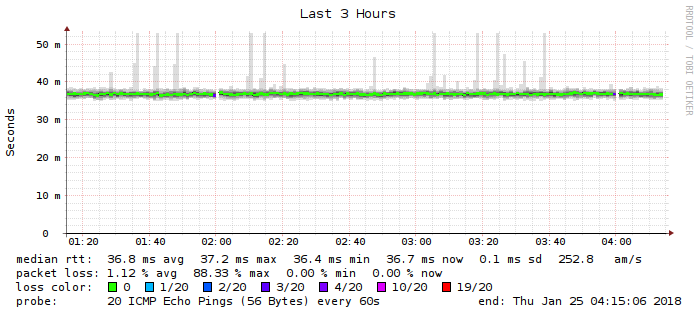 Last 3 Hours
RRDTOOL / TOBI OETIKER
Seconds
50 m
40 m
30 m
20 m
10 m
0
01:20 01:40 02:00 02:20 02:40 03:00 03:20 03:40 04:00
median rtt: 36.8 ms avg 37.2 ms max 36.4 ms min 36.7 ms now 0.1 ms sd 252.8 am/s
packet loss: 1.12 % avg 88.33 % max 0.00 % min 0.00 % now
loss color: 0 1/20 2/20 3/20 4/20 10/20 19/20
probe: 20 ICMP Echo Pings (56 Bytes) every 60s end: Thu Jan 25 04:15:06 2018